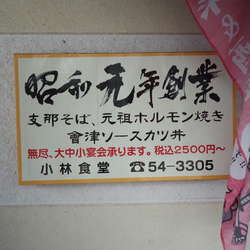 昭和元年創業
支那そば、元祖ホルモン焼き
會津ソースカツ丼
無尽、大中小宴会承ります。税込2500円〜
小林食堂 ☎54-3305